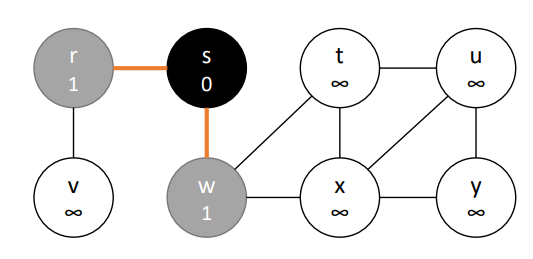 r s t u
1 0 ∞ ∞
v w x y
∞ 1 ∞ ∞